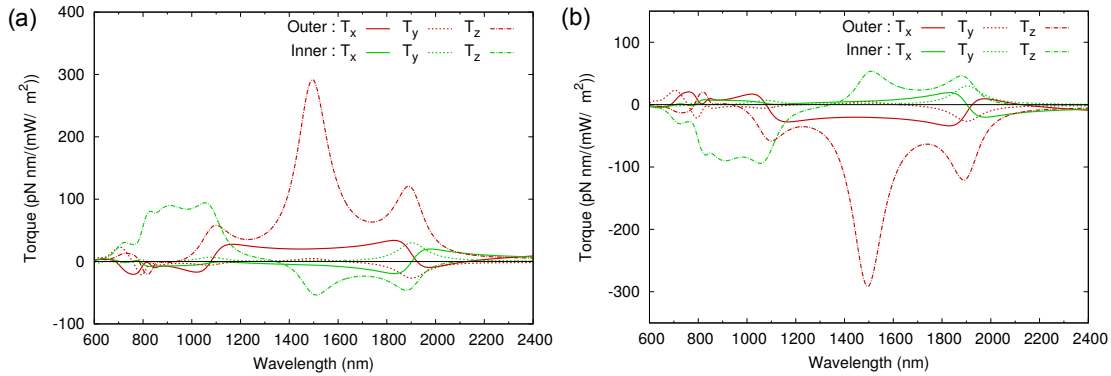 (a)
Outer : Tx Ty Tz
Inner : Tx Ty Tz
400
300
200
100
0
-100
Torque (pN nm/(mW/ m²))
600 800 1000 1200 1400 1600 1800 2000 2200 2400
Wavelength (nm)
(b)
Outer : Tx Ty Tz
Inner : Tx Ty Tz
100
0
-100
-200
-300
Torque (pN nm/(mW/ m²))
600 800 1000 1200 1400 1600 1800 2000 2200 2400
Wavelength (nm)